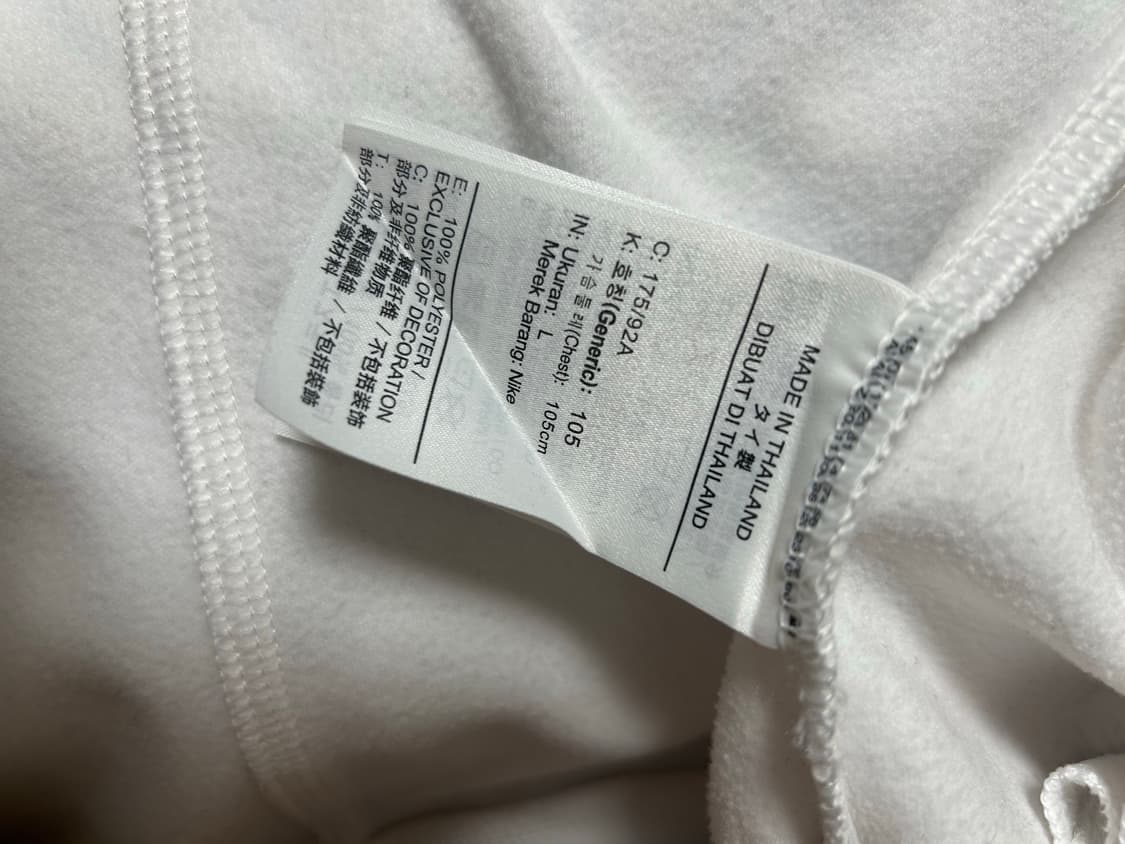 MADE IN THAILAND
タイ製
DIBUAT DI THAILAND
C: 175/92A
K: 호칭(Generic): 105
가슴둘레(Chest): 105cm
IN: Ukuran: L
Merek Barang: Nike
E: 100% POLYESTER /
EXCLUSIVE OF DECORATION
C: 100% 聚酯纤维 / 不包括装饰
部分及非纤维物质
T: 100% 聚酯纖維 / 不包括裝飾
部分及非紡織材料